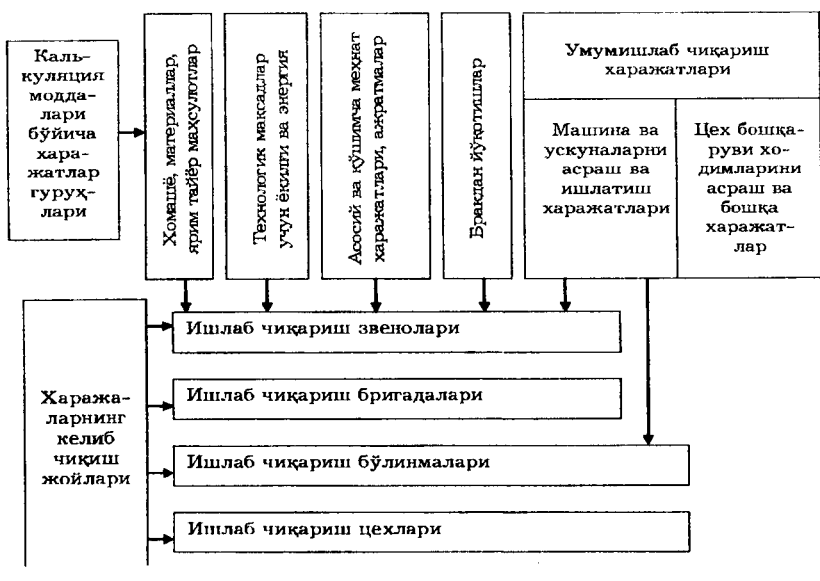 Каль-
куляция
модда-
лари
бўйича
хара-
жатлар
гуруҳ-
лари
Хомашё, материаллар,
ярим тайёр маҳсулотлар
Технологик мақсадлар
учун ёқилғи ва энергия
Асосий ва қўшимча меҳнат
харажатлари, ажратмалар
Бракдан йўқотишлар
Умумишлаб чиқариш
харажатлари
Машина ва
ускуналарни
асраш ва
ишлатиш
харажатлари
Цех бошқа-
руви хо-
димларини
асраш ва
бошқа
харажат-
лар
Хаража-
ларнинг
келиб
чиқиш
жойлари
Ишлаб чиқариш звенолари
Ишлаб чиқариш бригадалари
Ишлаб чиқариш бўлинмалари
Ишлаб чиқариш цехлари